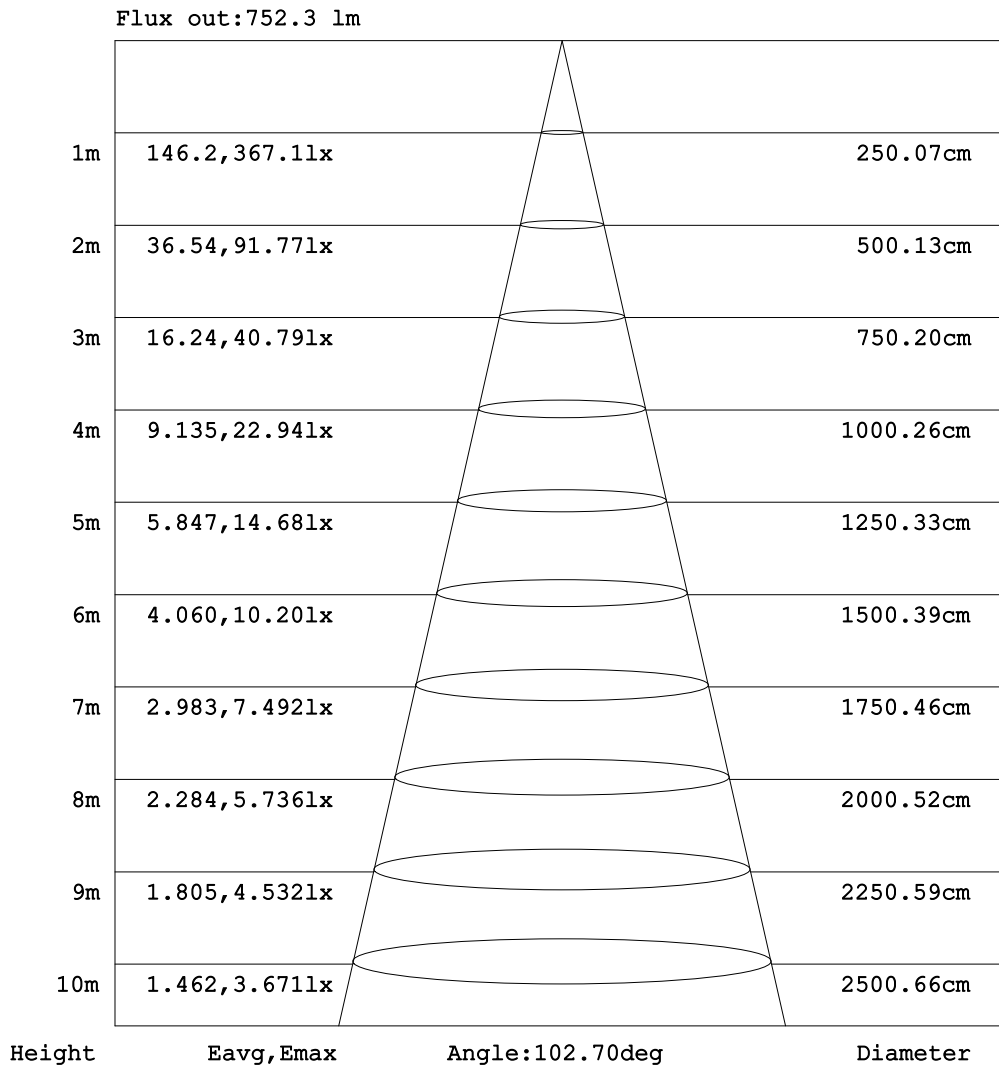 Flux out:752.3 lm
1m 146.2,367.1lx 250.07cm
2m 36.54,91.77lx 500.13cm
3m 16.24,40.79lx 750.20cm
4m 9.135,22.94lx 1000.26cm
5m 5.847,14.68lx 1250.33cm
6m 4.060,10.20lx 1500.39cm
7m 2.983,7.492lx 1750.46cm
8m 2.284,5.736lx 2000.52cm
9m 1.805,4.532lx 2250.59cm
10m 1.462,3.671lx 2500.66cm
Height Eavg,Emax Angle:102.70deg Diameter